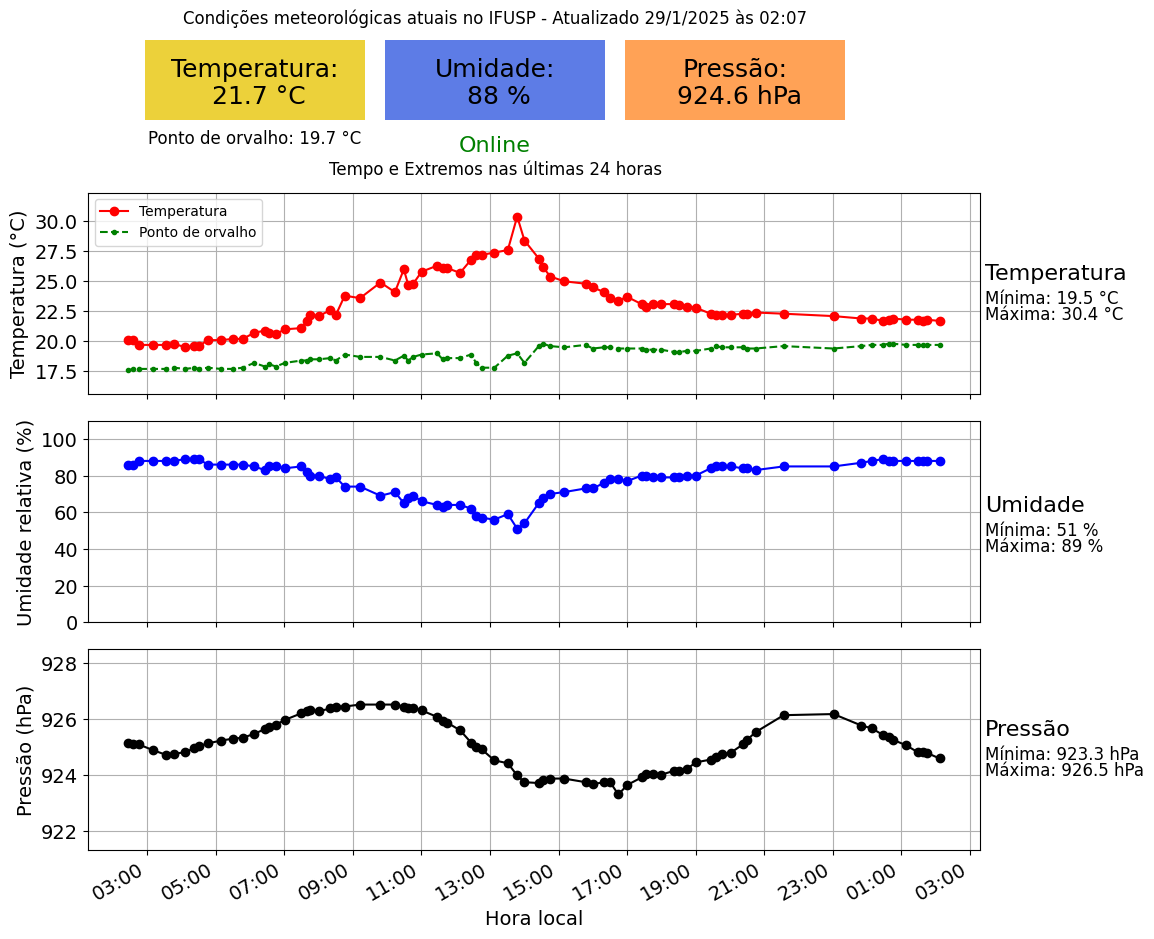 Condições meteorológicas atuais no IFUSP - Atualizado 29/1/2025 às 02:07
Temperatura:
21.7 °C
Umidade:
88 %
Pressão:
924.6 hPa
Ponto de orvalho: 19.7 °C
Online
Tempo e Extremos nas últimas 24 horas
Temperatura
Ponto de orvalho
Temperatura (°C)
30.0
27.5
25.0
22.5
20.0
17.5
Temperatura
Mínima: 19.5 °C
Máxima: 30.4 °C
Umidade relativa (%)
100
80
60
40
20
0
Umidade
Mínima: 51 %
Máxima: 89 %
Pressão (hPa)
928
926
924
922
Pressão
Mínima: 923.3 hPa
Máxima: 926.5 hPa
03:00 05:00 07:00 09:00 11:00 13:00 15:00 17:00 19:00 21:00 23:00 01:00 03:00
Hora local